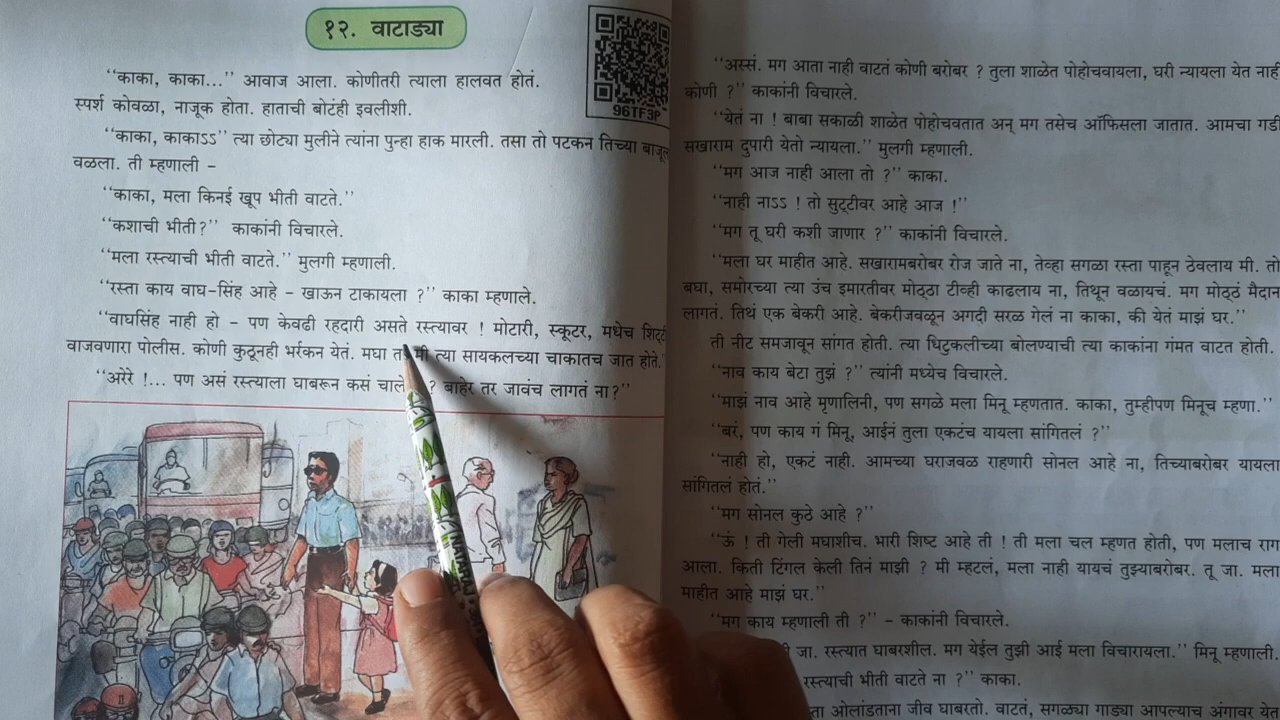 १२. वाटाड्या
96TF3P
“काका, काका...” आवाज आला. कोणीतरी त्याला हालवत होतं.
स्पर्श कोवळा, नाजूक होता. हाताची बोटंही इवलीशी.
“काका, काकाऽऽ” त्या छोट्या मुलीने त्यांना पुन्हा हाक मारली. तसा तो पटकन तिच्या
वळला. ती म्हणाली -
“काका, मला किनई खूप भीती वाटते.”
“कशाची भीती?” काकांनी विचारले.
“मला रस्त्याची भीती वाटते.” मुलगी म्हणाली.
“रस्ता काय वाघ-सिंह आहे - खाऊन टाकायला ?” काका म्हणाले.
“वाघसिंह नाही हो - पण केवढी रहदारी असते रस्त्यावर ! मोटारी, स्कूटर, मधेच
वाजवणारा पोलीस. कोणी कुठूनही भर्रकन येतं. मघा मी त्या सायकलच्या चाकातच जात होते.
“अरेरे !... पण असं रस्त्याला घाबरून कसं ? बाहेर तर जावंच लागतं ना?”
“अस्सं. मग आता नाही वाटतं कोणी बरोबर ? तुला शाळेत पोहोचवायला, घरी न्यायला येत नाही
कोणी ?” काकांनी विचारले.
“येतं ना ! बाबा सकाळी शाळेत पोहोचवतात अन् मग तसेच ऑफिसला जातात. आमचा गडी
सखाराम दुपारी येतो न्यायला.” मुलगी म्हणाली.
“मग आज नाही आला तो ?” काका.
“नाही नाऽऽ ! तो सुट्टीवर आहे आज !”
“मग तू घरी कशी जाणार ?” काकांनी विचारले.
“मला घर माहीत आहे. सखारामबरोबर रोज जाते ना, तेव्हा सगळा रस्ता पाहून ठेवलाय मी. तो
बघा, समोरच्या त्या उंच इमारतीवर मोठ्ठा टीव्ही काढलाय ना, तिथून वळायचं. मग मोठ्ठं मैदान
लागतं. तिथं एक बेकरी आहे. बेकरीजवळून अगदी सरळ गेलं ना काका, की येतं माझं घर.”
ती नीट समजावून सांगत होती. त्या धिटुकलीच्या बोलण्याची त्या काकांना गंमत वाटत होती.
“नाव काय बेटा तुझं ?” त्यांनी मध्येच विचारले.
“माझं नाव आहे मृणालिनी, पण सगळे मला मिनू म्हणतात. काका, तुम्हीपण मिनूच म्हणा.”
“बरं, पण काय गं मिनू, आईनं तुला एकटंच यायला सांगितलं ?”
“नाही हो, एकटं नाही. आमच्या घराजवळ राहणारी सोनल आहे ना, तिच्याबरोबर यायला
सांगितलं होतं.”
“मग सोनल कुठे आहे ?”
“ऊं ! ती गेली मघाशीच. भारी शिष्ट आहे ती ! ती मला चल म्हणत होती, पण मलाच राग
आला. किती टिंगल केली तिनं माझी ? मी म्हटलं, मला नाही यायचं तुझ्याबरोबर. तू जा. मला
माहीत आहे माझं घर.”
“मग काय म्हणाली ती ?” - काकांनी विचारले.
जा. रस्त्यात घाबरशील. मग येईल तुझी आई मला विचारायला.” मिनू म्हणाली.
रस्त्याची भीती वाटते ना ?” काका.
ओलांडताना जीव घाबरतो. वाटतं, सगळ्या गाड्या आपल्याच अंगावर येत